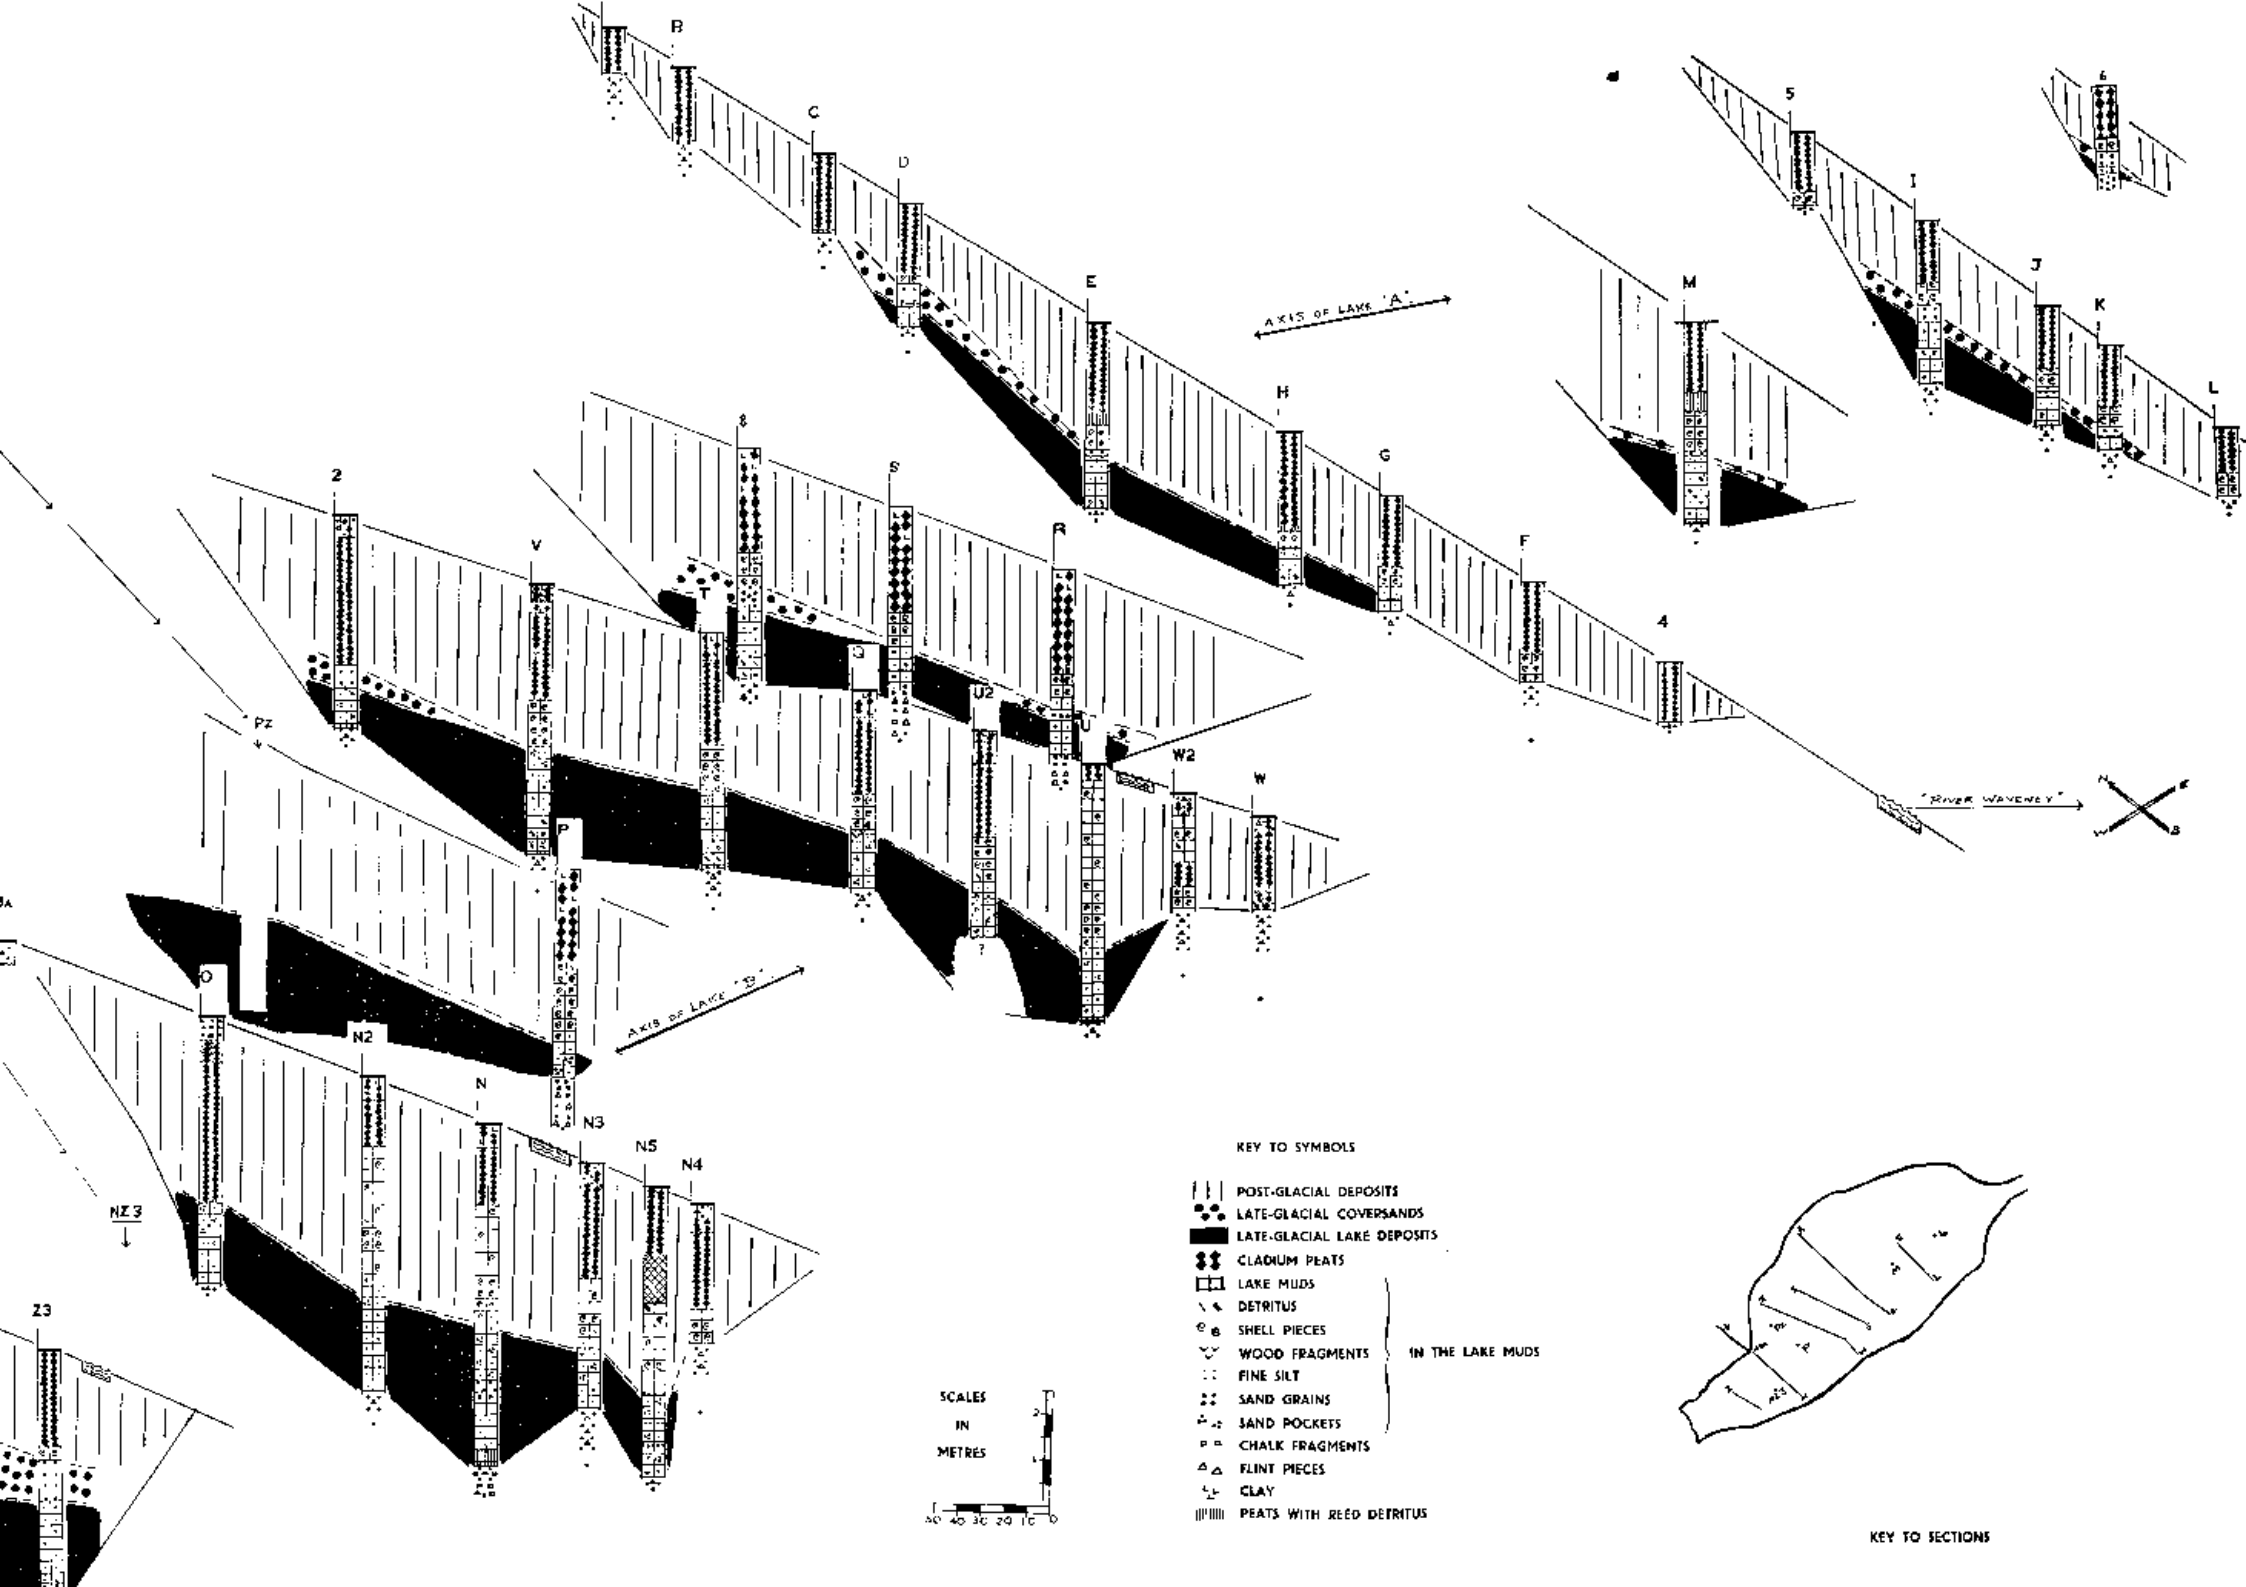 B
6
5
C
D
I
J
E
M
K
AXIS OF LAKE "A"
H
L
8
G
S
2
R
F
V
T
4
Q
U2
PZ
U
W2
W
"RIVER WAVENEY"
N
E
W
S
P
O
AXIS OF LAKE "B"
N2
N
N3
N5
N4
NZ3
Z3
KEY TO SYMBOLS
POST-GLACIAL DEPOSITS
LATE-GLACIAL COVERSANDS
LATE-GLACIAL LAKE DEPOSITS
CLADIUM PEATS
LAKE MUDS
DETRITUS
SHELL PIECES
WOOD FRAGMENTS
IN THE LAKE MUDS
FINE SILT
SAND GRAINS
SAND POCKETS
CHALK FRAGMENTS
FLINT PIECES
CLAY
PEATS WITH REED DETRITUS
SCALES
IN
METRES
2
1
50 40 30 20 10 0
?
KEY TO SECTIONS